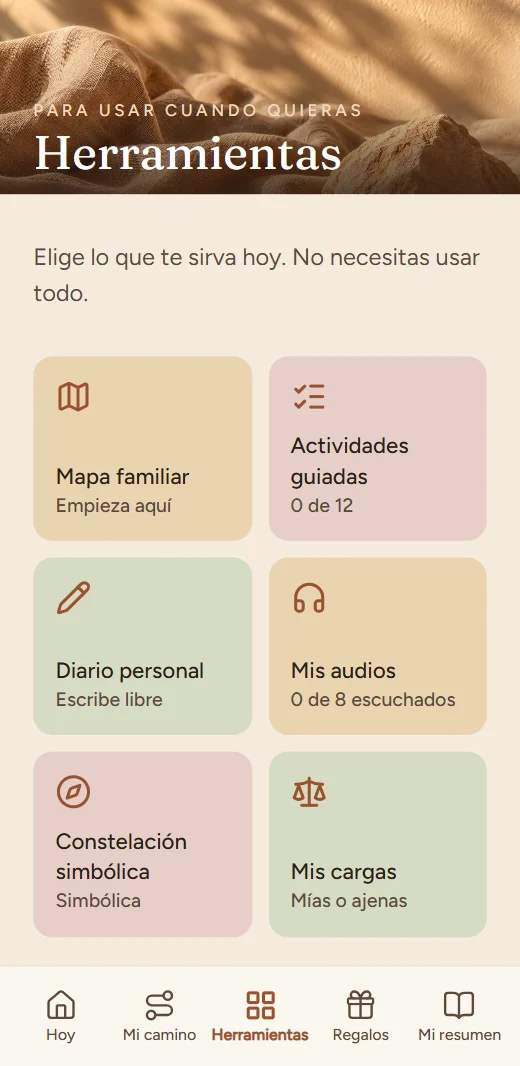 PARA USAR CUANDO QUIERAS
Herramientas
Elige lo que te sirva hoy. No necesitas usar
todo.
Mapa familiar
Empieza aquí
Actividades
guiadas
0 de 12
Diario personal
Escribe libre
Mis audios
0 de 8 escuchados
Constelación
simbólica
Simbólica
Mis cargas
Mías o ajenas
Hoy
Mi camino
Herramientas
Regalos
Mi resumen